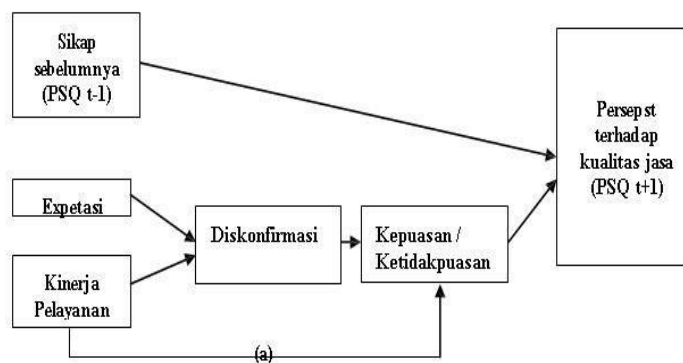 Sikap
sebelumnya
(PSQ t-1)
Persepst
terhadap
kualitas jasa
(PSQ t+1)
Expetasi
Diskonfirmasi
Kepuasan /
Ketidakpuasan
Kinerja
Pelayanan
(a)